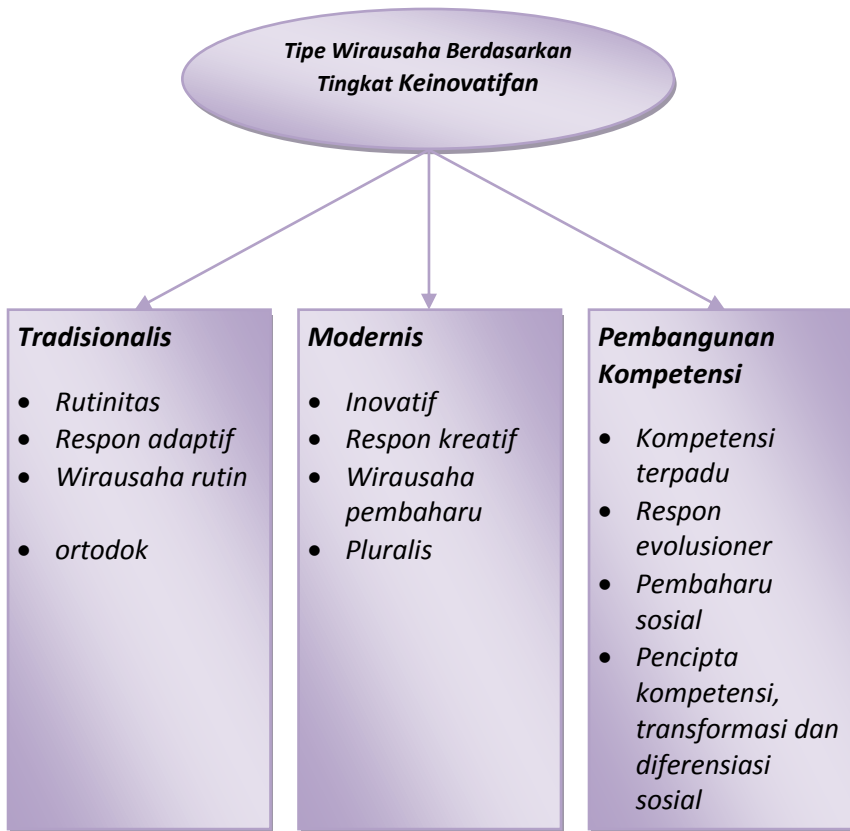 Tipe Wirausaha Berdasarkan
Tingkat Keinovatifan
Tradisionalis
• Rutinitas
• Respon adaptif
• Wirausaha rutin
• ortodok
Modernis
• Inovatif
• Respon kreatif
• Wirausaha
pembaharu
• Pluralis
Pembangunan
Kompetensi
• Kompetensi
terpadu
• Respon
evolusioner
• Pembaharu
sosial
• Pencipta
kompetensi,
transformasi dan
diferensiasi
sosial